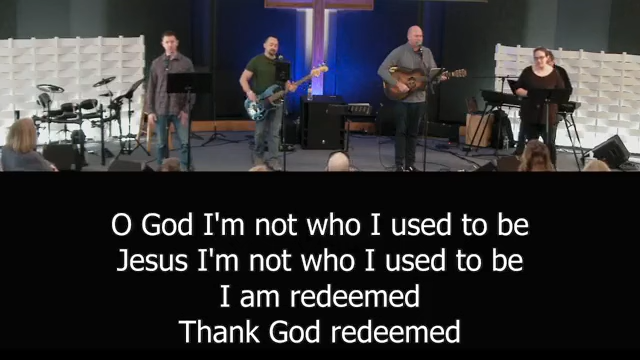 O God I'm not who I used to be
Jesus I'm not who I used to be
I am redeemed
Thank God redeemed